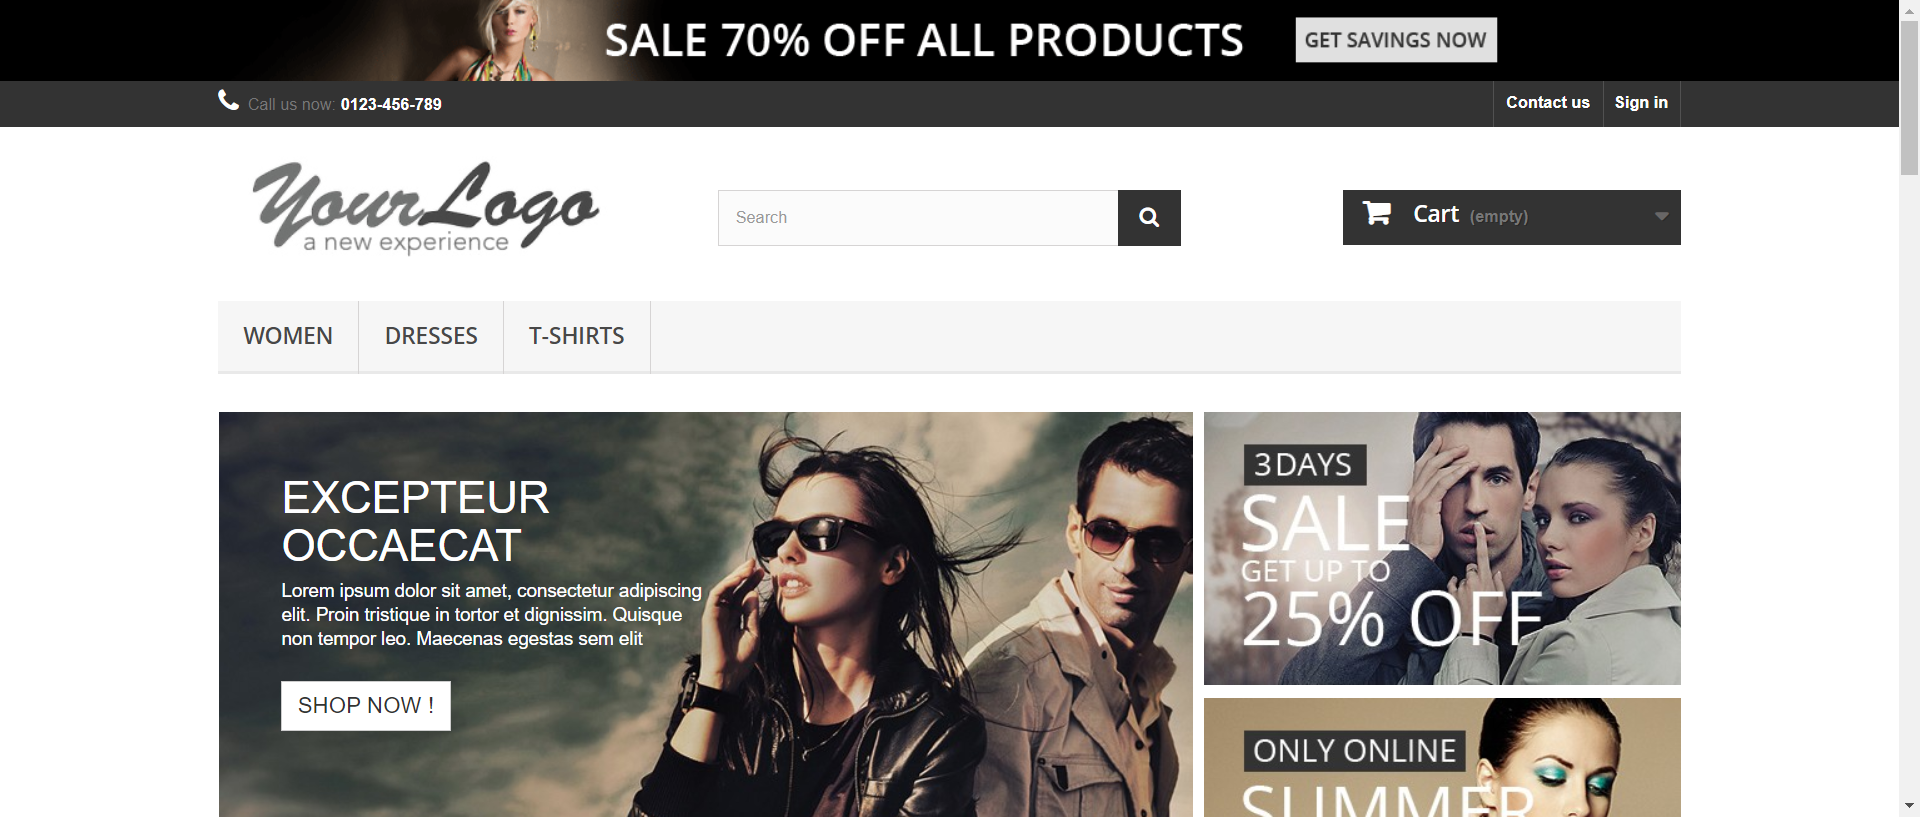 SALE 70% OFF ALL PRODUCTS GET SAVINGS NOW
Call us now: 0123-456-789 Contact us Sign in
YourLogo
a new experience
Search
Cart (empty)
WOMEN DRESSES T-SHIRTS
EXCEPTEUR
OCCAECAT
Lorem ipsum dolor sit amet, consectetur adipiscing
elit. Proin tristique in tortor et dignissim. Quisque
non tempor leo. Maecenas egestas sem elit
SHOP NOW !
3 DAYS
SALE
GET UP TO
25% OFF
ONLY ONLINE
SUMMER